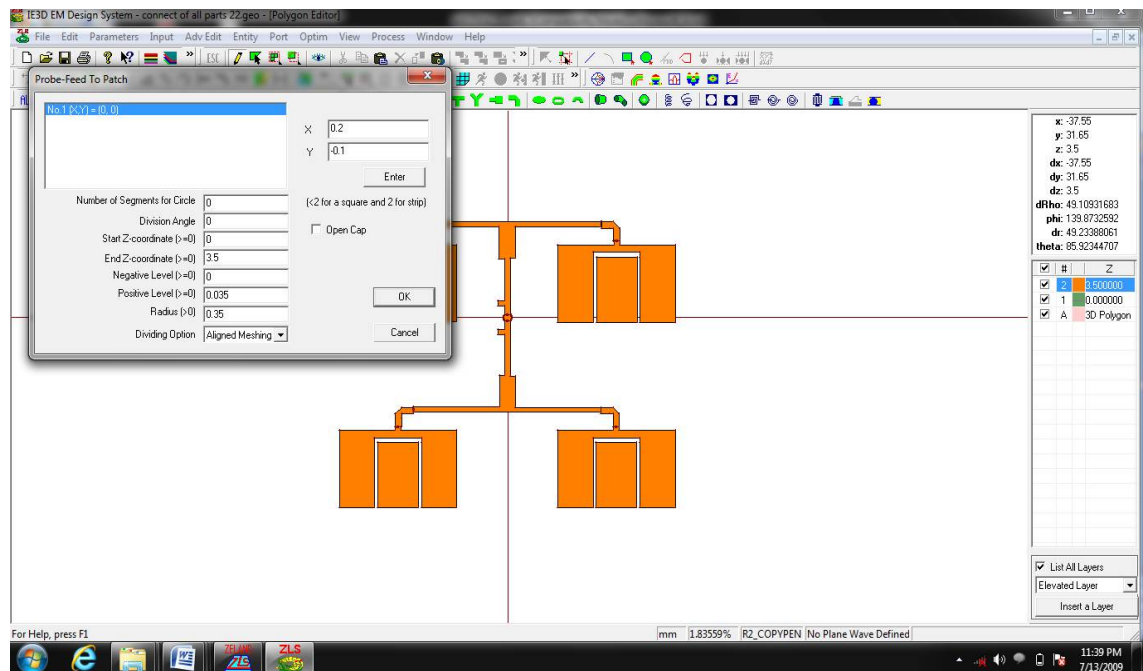 IE3D EM Design System - connect of all parts 22.geo - [Polygon Editor]
File Edit Parameters Input Adv Edit Entity Port Optim View Process Window Help
Probe-Feed To Patch
No.1 (X,Y) = (0, 0)
X 0.2
Y -0.1
Enter
Number of Segments for Circle 0 (<2 for a square and 2 for strip)
Division Angle 0
Open Cap
Start Z-coordinate (>=0) 0
End Z-coordinate (>=0) 3.5
Negative Level (>=0) 0
Positive Level (>=0) 0.035
OK
Radius (>0) 0.35
Dividing Option Aligned Meshing
Cancel
x: -37.55
y: 31.65
z: 3.5
dx: -37.55
dy: 31.65
dz: 3.5
dRho: 49.10931683
phi: 139.8732592
dr: 49.23388061
theta: 85.92344707
# Z
2 3.500000
1 0.000000
A 3D Polygon
List All Layers
Elevated Layer
Insert a Layer
For Help, press F1
mm 1.83559% R2_COPYPEN No Plane Wave Defined
ZELAND
ZLS
11:39 PM
7/13/2009